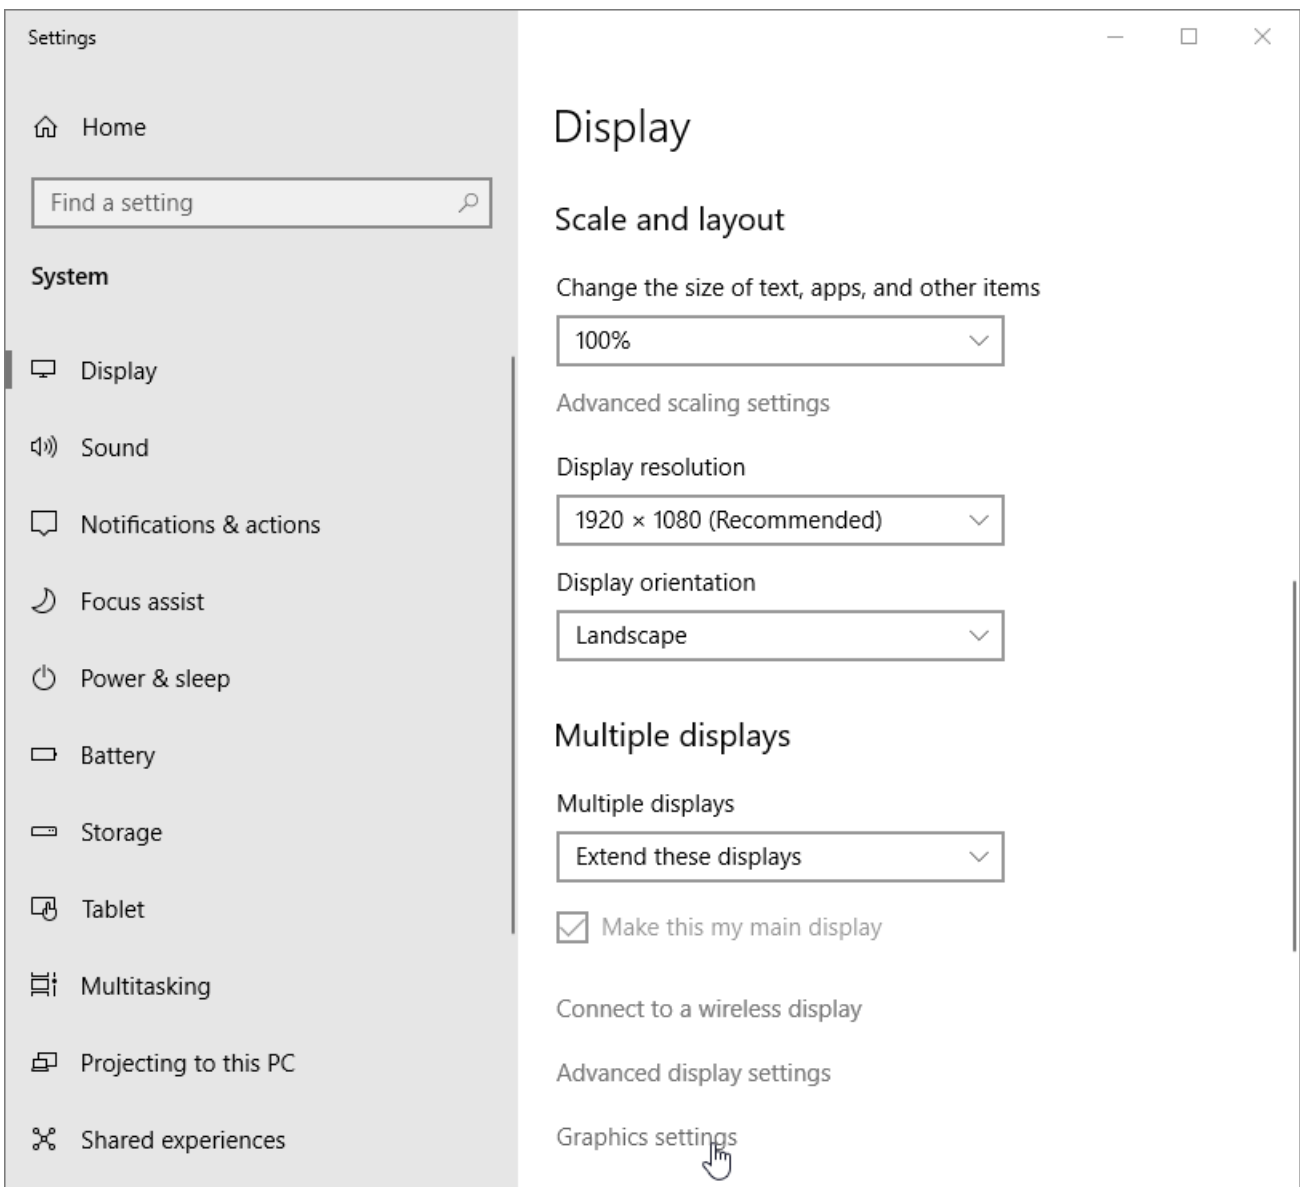 Settings
Home
Find a setting
System
Display
Sound
Notifications & actions
Focus assist
Power & sleep
Battery
Storage
Tablet
Multitasking
Projecting to this PC
Shared experiences
Display
Scale and layout
Change the size of text, apps, and other items
100%
Advanced scaling settings
Display resolution
1920 × 1080 (Recommended)
Display orientation
Landscape
Multiple displays
Multiple displays
Extend these displays
Make this my main display
Connect to a wireless display
Advanced display settings
Graphics settings